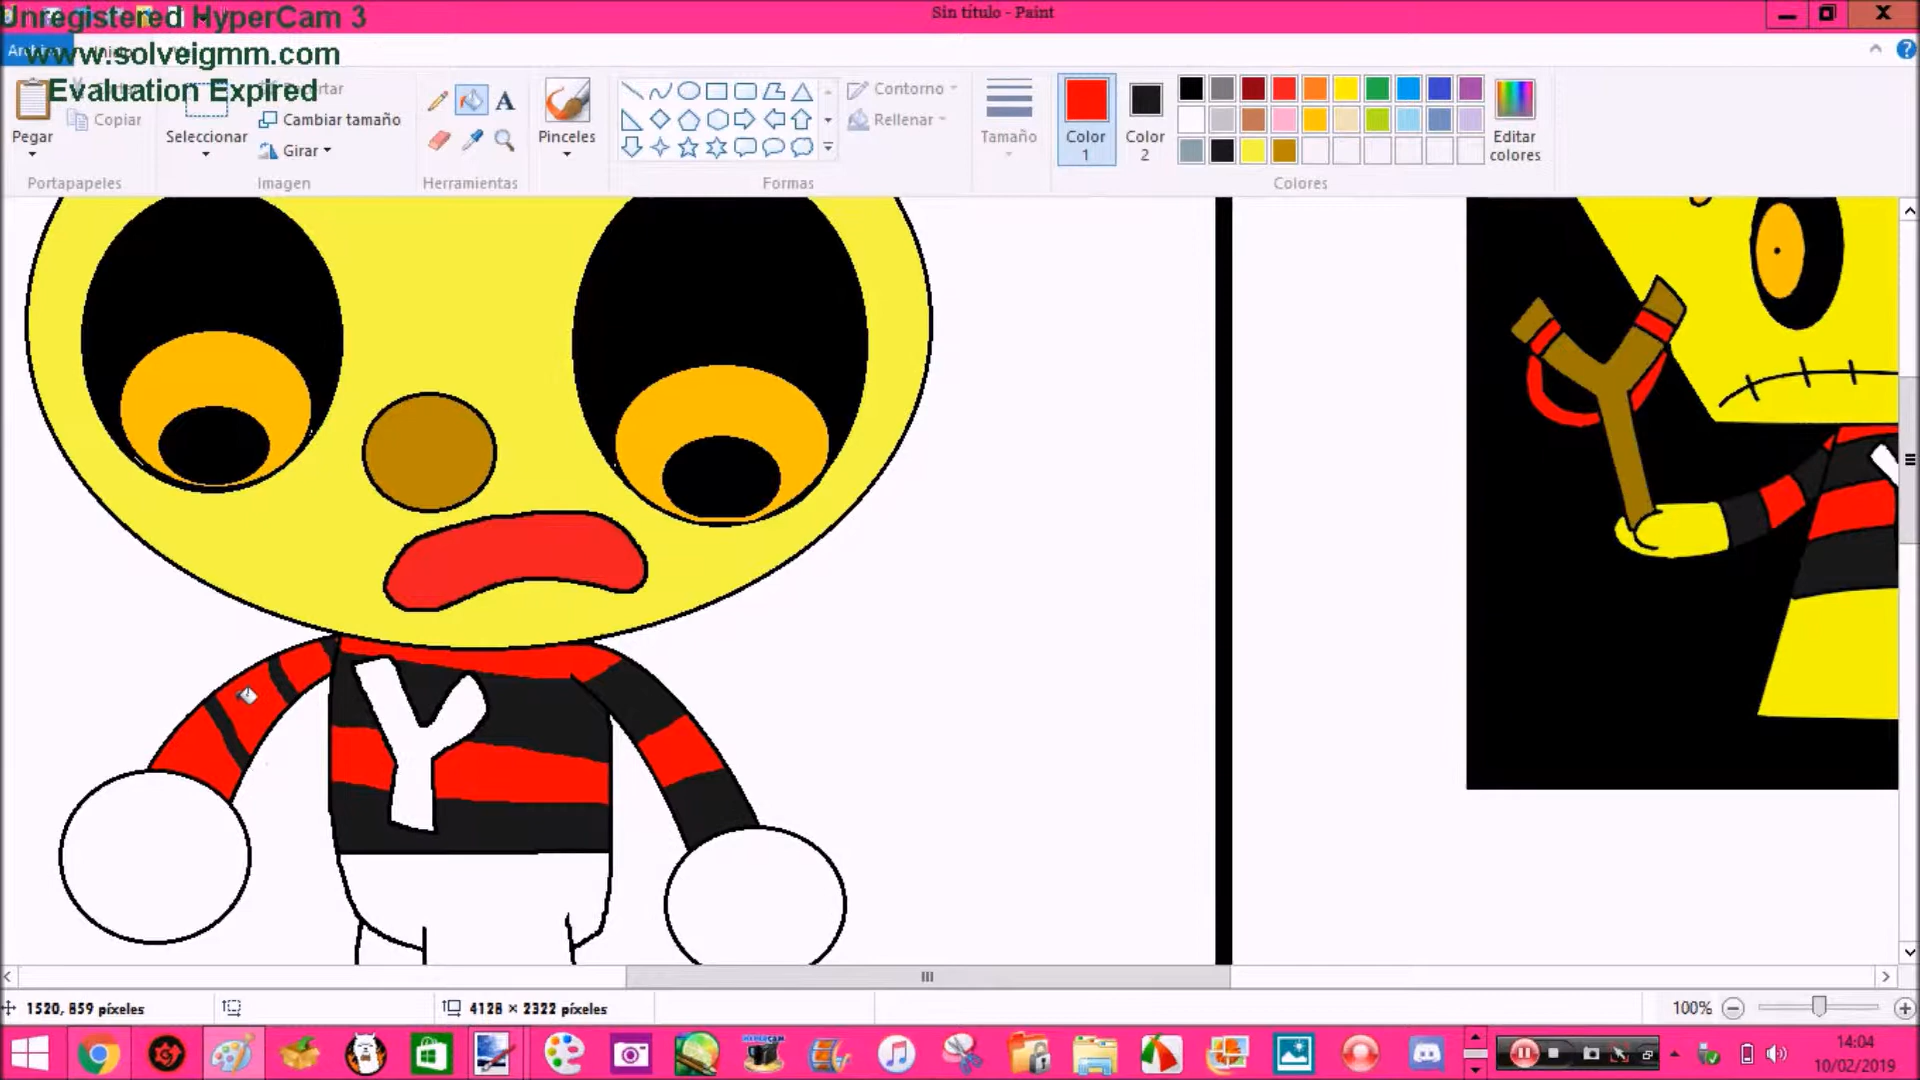 Unregistered HyperCam 3
Sin título - Paint
www.solveigmm.com
Evaluation Expired
Pegar
Copiar
Seleccionar
Cambiar tamaño
Girar
A
Pinceles
Contorno
Rellenar
Tamaño
Color
1
Color
2
Editar
colores
Portapapeles
Imagen
Herramientas
Formas
Colores
1520, 859 píxeles
4128 × 2322 píxeles
100%
HYPERCAM
14:04
10/02/2019